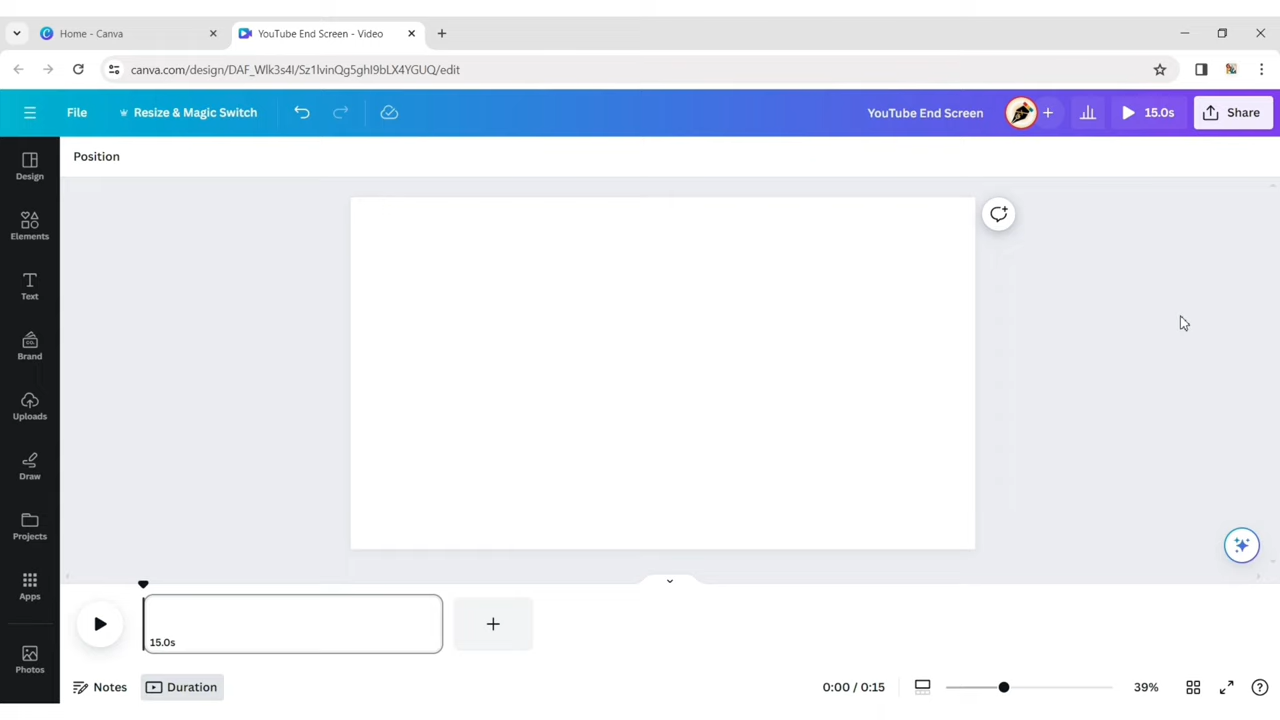 Home - Canva
YouTube End Screen - Video
canva.com/design/DAF_Wlk3s4I/Sz1lvinQg5ghI9bLX4YGUQ/edit
File
Resize & Magic Switch
YouTube End Screen
15.0s
Share
Position
Design
Elements
Text
Brand
Uploads
Draw
Projects
Apps
Photos
15.0s
Notes
Duration
0:00 / 0:15
39%